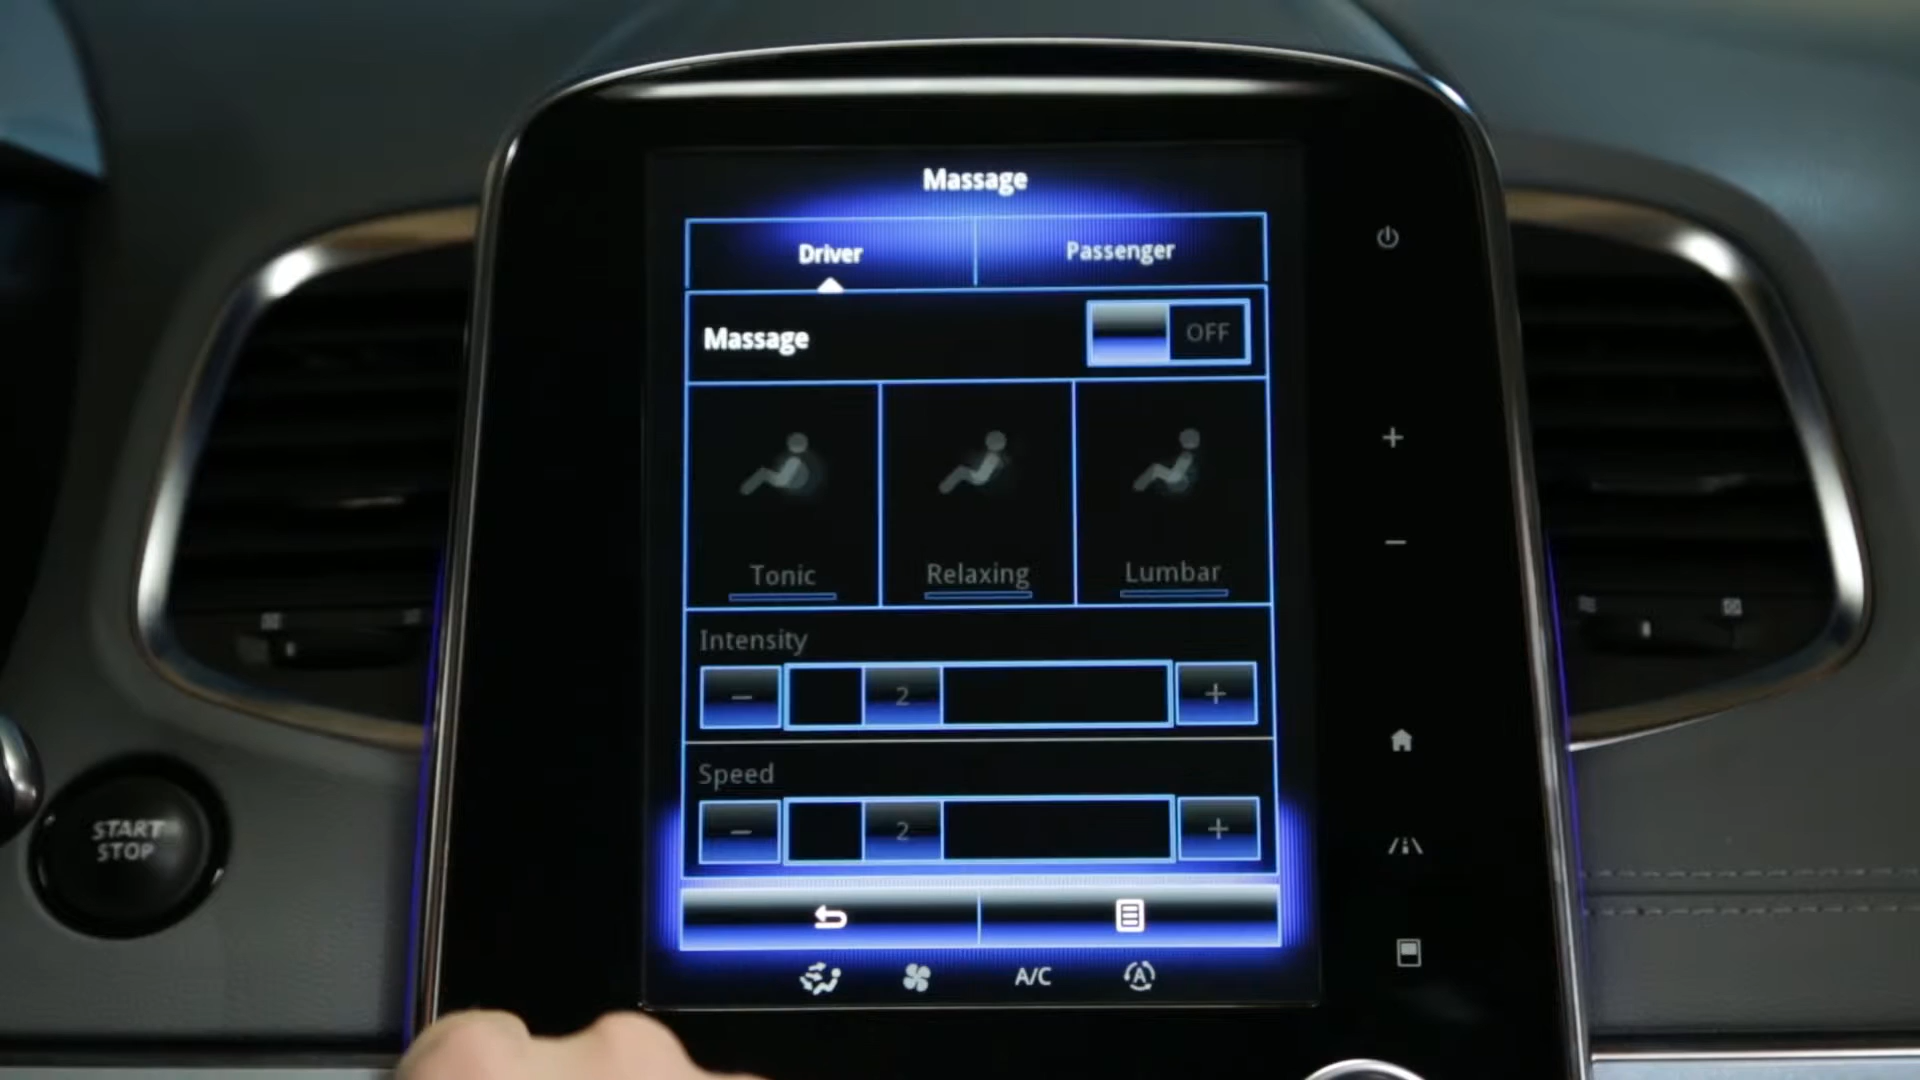 Massage
Driver
Passenger
Massage
OFF
Tonic
Relaxing
Lumbar
Intensity
− 2 +
Speed
− 2 +
A/C
A
+
−
START
STOP